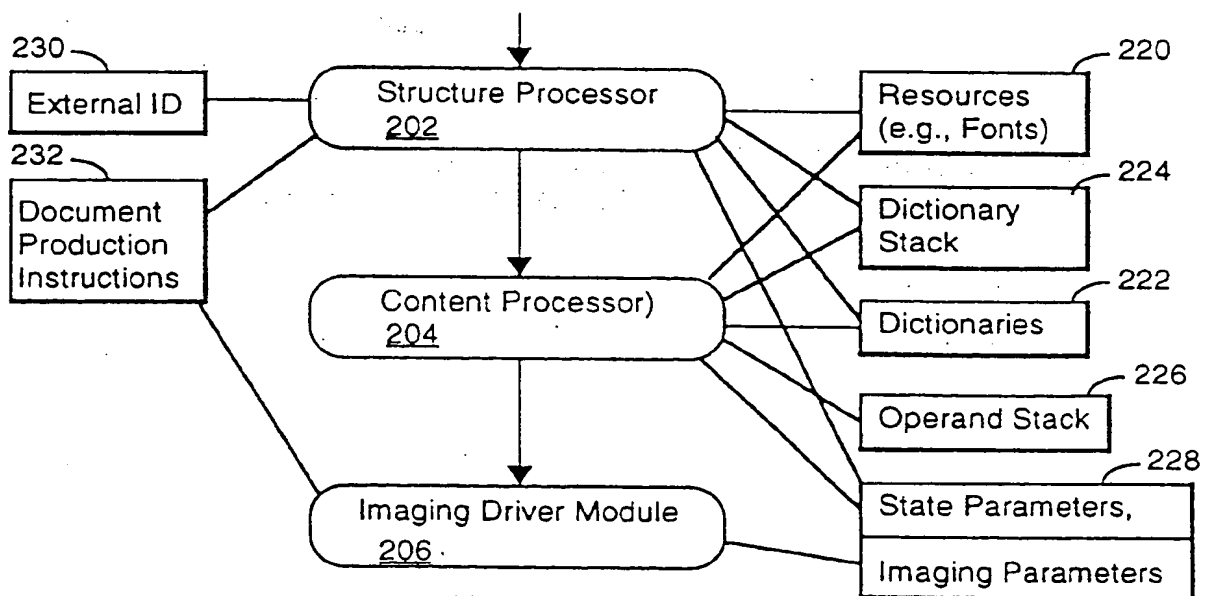 230
External ID
232
Document
Production
Instructions
Structure Processor
202
Content Processor)
204
Imaging Driver Module
206
220
Resources
(e.g., Fonts)
224
Dictionary
Stack
222
Dictionaries
226
Operand Stack
228
State Parameters,
Imaging Parameters